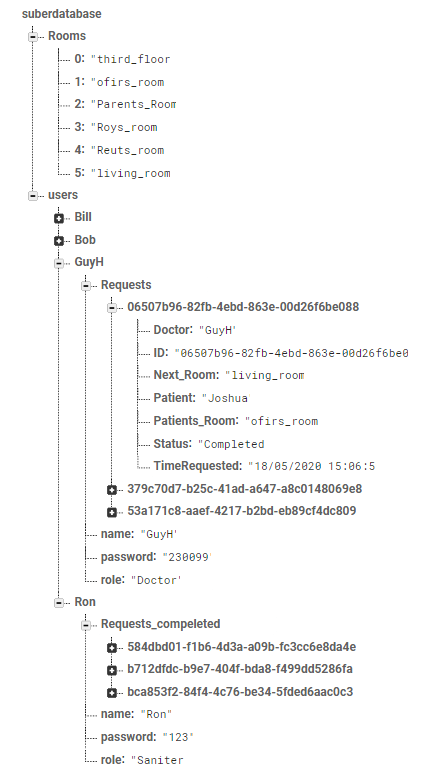 suberdatabase
Rooms
0: "third_floor
1: "ofirs_room
2: "Parents_Room
3: "Roys_room
4: "Reuts_room
5: "living_room
users
Bill
Bob
GuyH
Requests
06507b96-82fb-4ebd-863e-00d26f6be088
Doctor: "GuyH'
ID: "06507b96-82fb-4ebd-863e-00d26f6be0
Next_Room: "living_room
Patient: "Joshua
Patients_Room: "ofirs_room
Status: "Completed
TimeRequested: "18/05/2020 15:06:5
379c70d7-b25c-41ad-a647-a8c0148069e8
53a171c8-aaef-4217-b2bd-eb89cf4dc809
name: "GuyH'
password: "230099'
role: "Doctor'
Ron
Requests_compeleted
584dbd01-f1b6-4d3a-a09b-fc3cc6e8da4e
b712dfdc-b9e7-404f-bda8-f499dd5286fa
bca853f2-84f4-4c76-be34-5fded6aac0c3
name: "Ron"
password: "123"
role: "Saniter